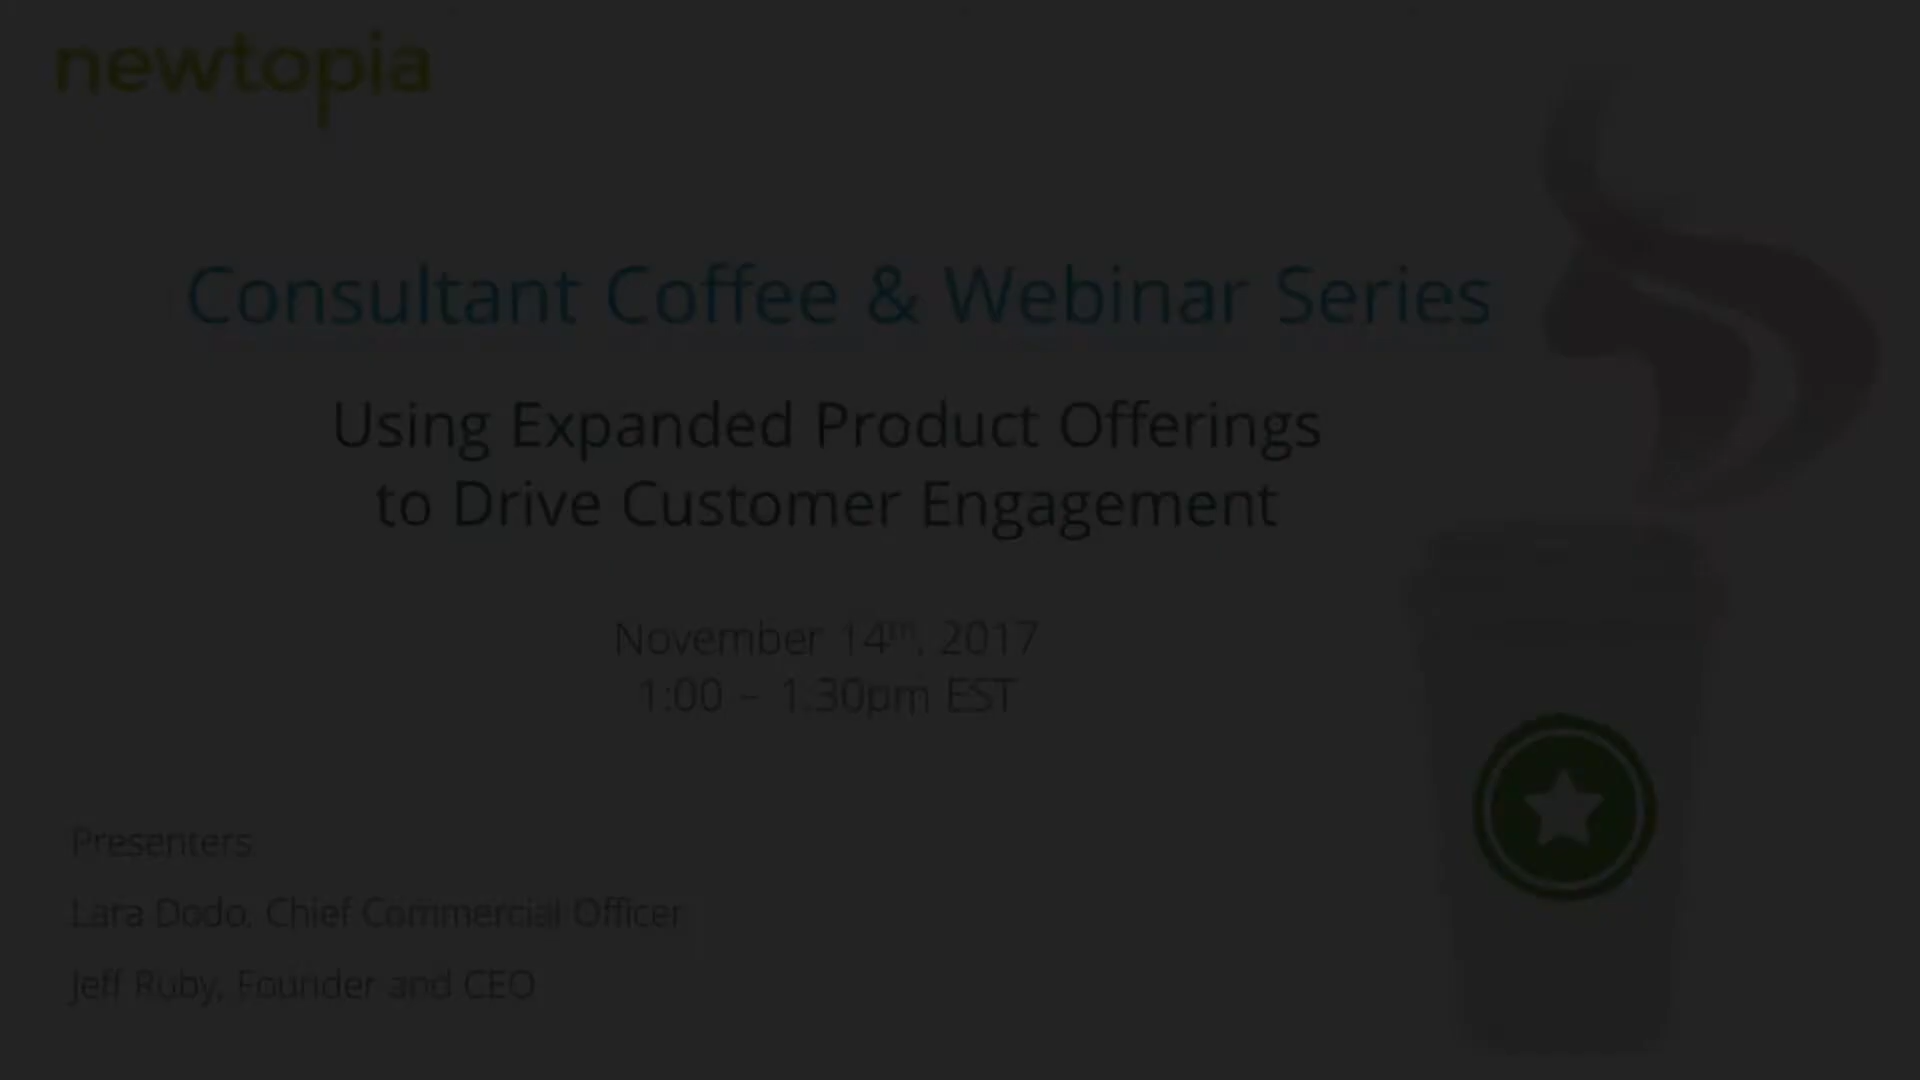 newtopia
Consultant Coffee & Webinar Series
Using Expanded Product Offerings
to Drive Customer Engagement
November 14th, 2017
1:00 – 1.30pm EST
Presenters
Lara Dodo, Chief Commercial Officer
Jeff Ruby, Founder and CEO